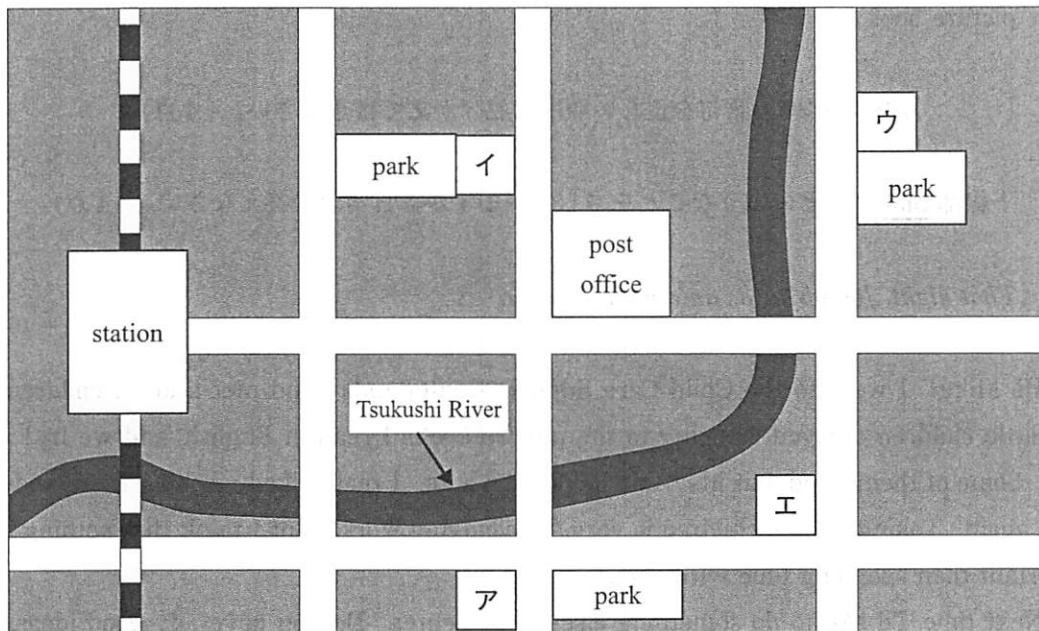 ウ
park イ
park
post
office
station
Tsukushi River
エ
ア
park